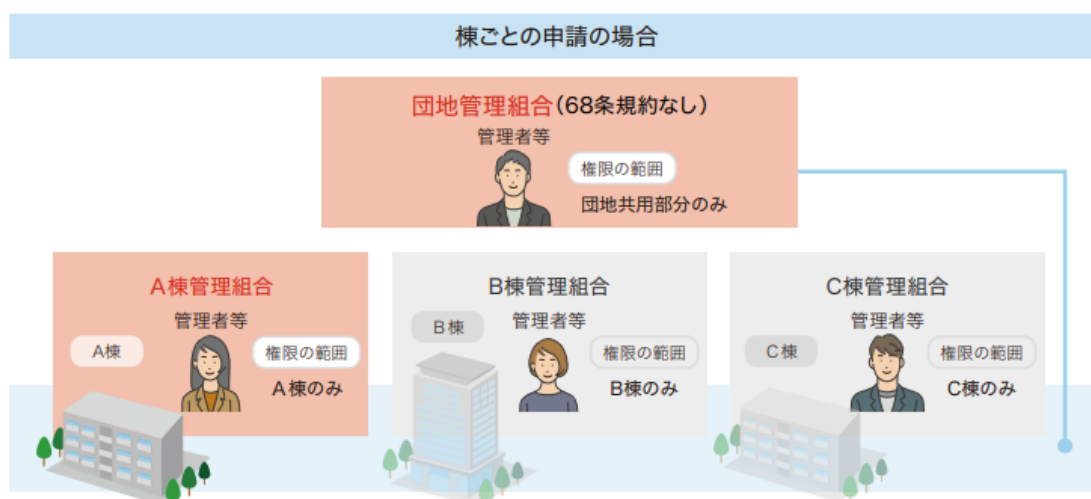 棟ごとの申請の場合
団地管理組合(68条規約なし)
管理者等
権限の範囲
団地共用部分のみ
A棟管理組合
管理者等
A棟
権限の範囲
A棟のみ
B棟管理組合
管理者等
B棟
権限の範囲
B棟のみ
C棟管理組合
管理者等
C棟
権限の範囲
C棟のみ